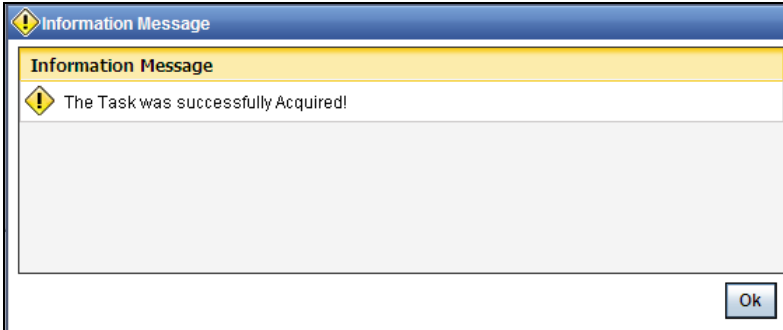 Information Message
Information Message
The Task was successfully Acquired!
Ok